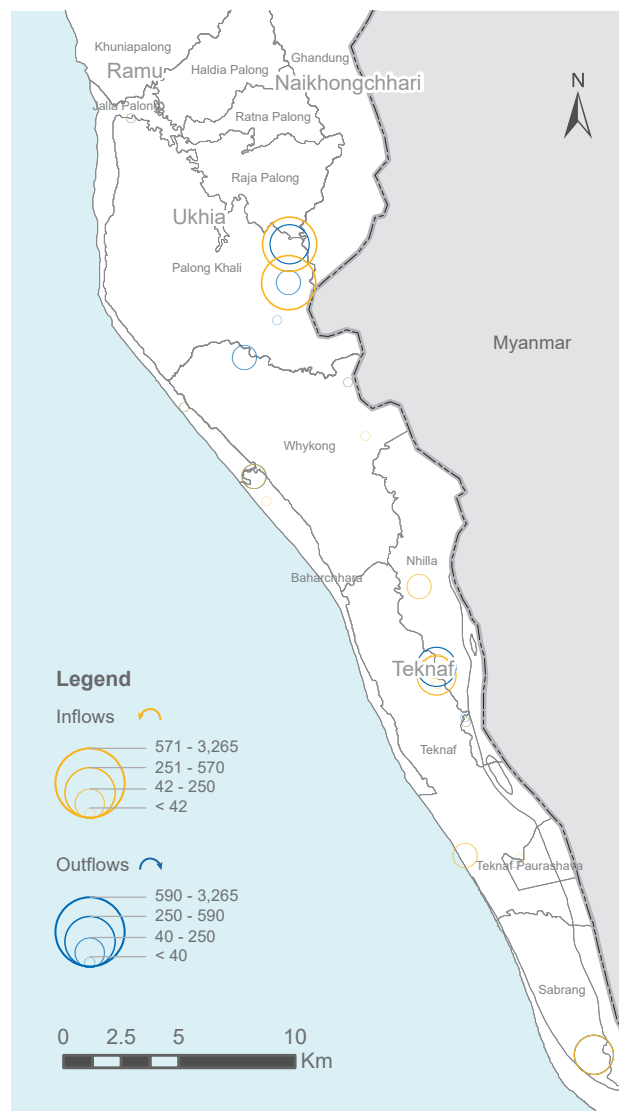 Khuniapalong
Ghandung
Ramu
Haldia Palong
Naikhongchhari
N
Jalia Palong
Ratna Palong
Raja Palong
Ukhia
Palong Khali
Myanmar
Whykong
Nhilla
Baharchhara
Teknaf
Legend
Inflows
571 - 3,265
251 - 570
42 - 250
< 42
Teknaf
Outflows
Teknaf Paurashava
590 - 3,265
250 - 590
40 - 250
< 40
Sabrang
0 2.5 5 10
Km